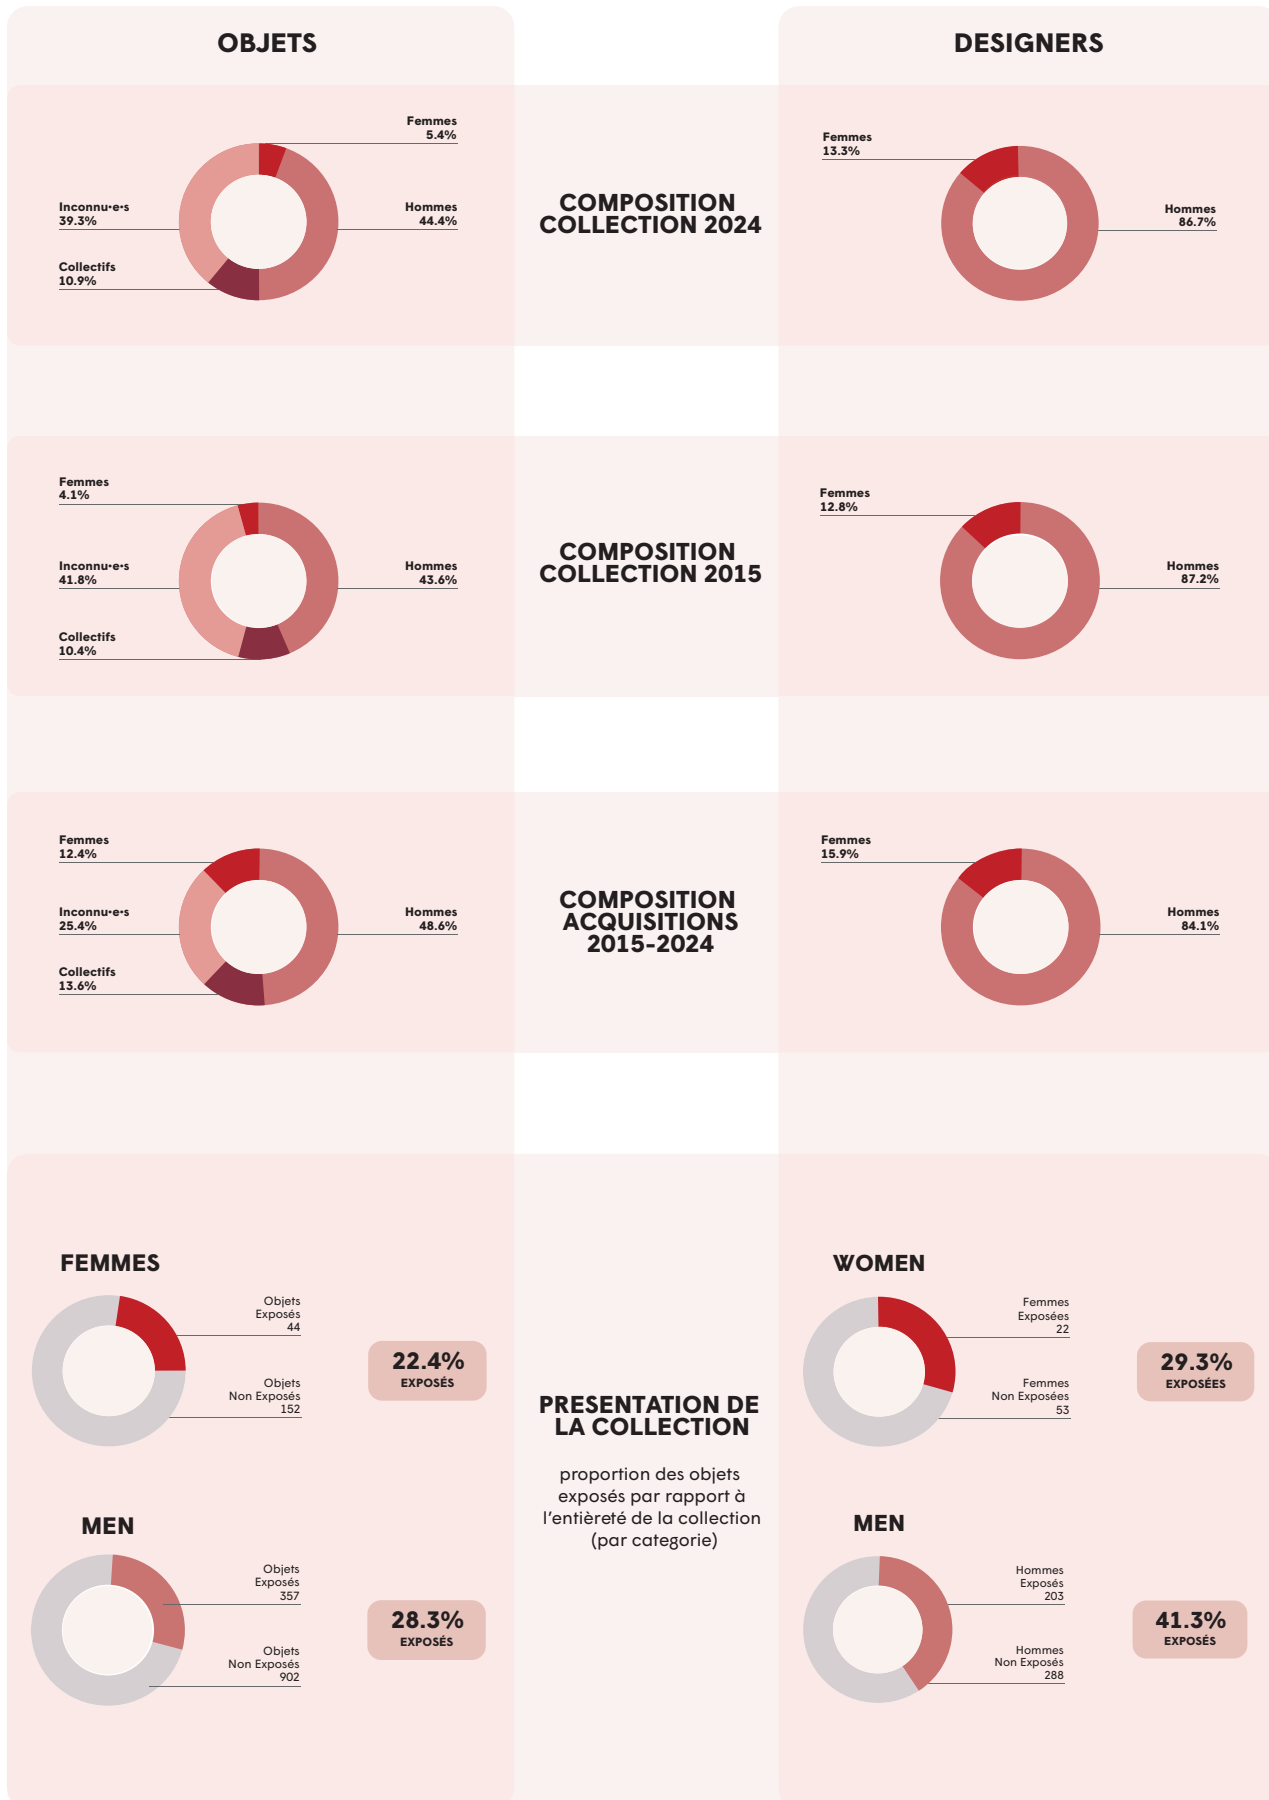 OBJETS
DESIGNERS
Femmes
5.4%
Inconnu•e•s
39.3%
Hommes
44.4%
Collectifs
10.9%
COMPOSITION
COLLECTION 2024
Femmes
13.3%
Hommes
86.7%
Femmes
4.1%
Inconnu•e•s
41.8%
Hommes
43.6%
Collectifs
10.4%
COMPOSITION
COLLECTION 2015
Femmes
12.8%
Hommes
87.2%
Femmes
12.4%
Inconnu•e•s
25.4%
Hommes
48.6%
Collectifs
13.6%
COMPOSITION
ACQUISITIONS
2015-2024
Femmes
15.9%
Hommes
84.1%
FEMMES
Objets
Exposés
44
Objets
Non Exposés
152
22.4%
EXPOSÉS
MEN
Objets
Exposés
357
Objets
Non Exposés
902
28.3%
EXPOSÉS
PRESENTATION DE
LA COLLECTION
proportion des objets
exposés par rapport à
l’entièreté de la collection
(par categorie)
WOMEN
Femmes
Exposées
22
Femmes
Non Exposées
53
29.3%
EXPOSÉES
MEN
Hommes
Exposés
203
Hommes
Non Exposés
288
41.3%
EXPOSÉS